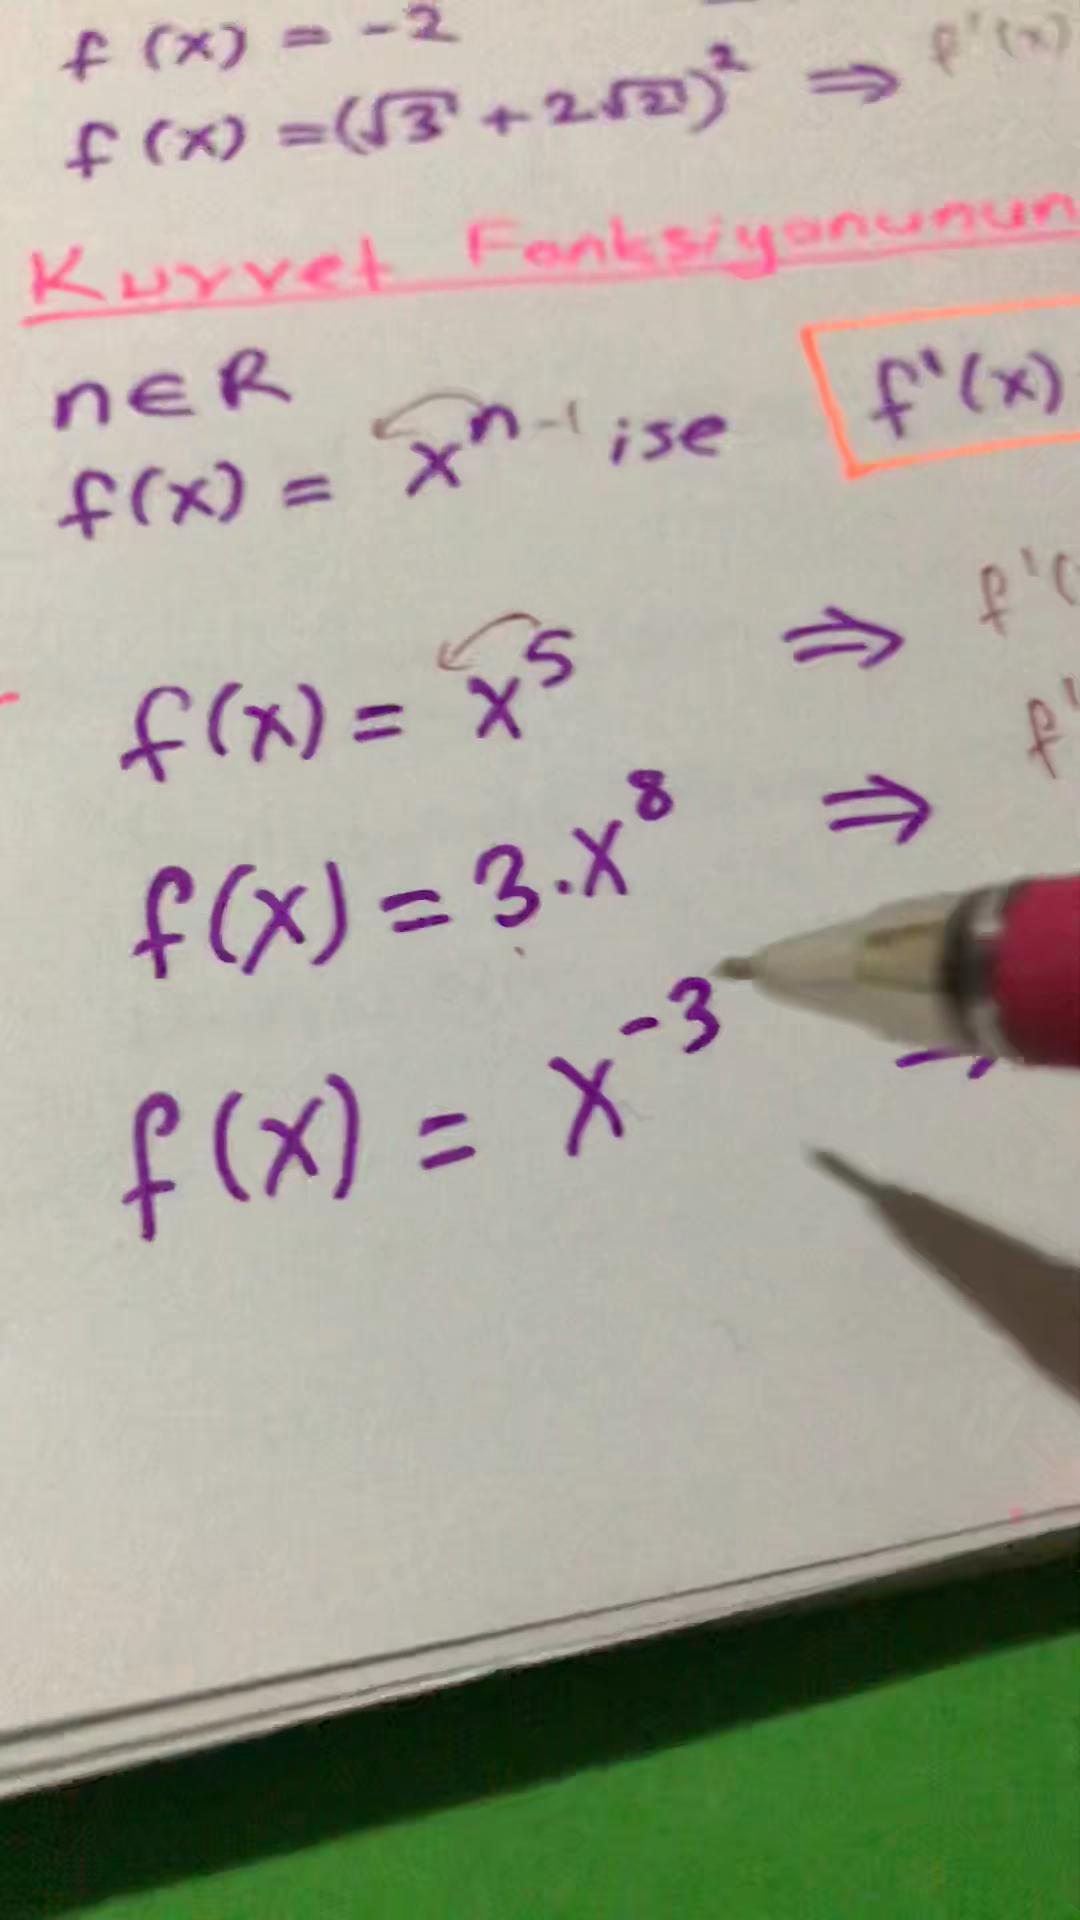 f (x) = -2
f (x) = (√3 + 2√2)² ⇒ f'(x)
Kuvvet Fonksiyonunun
n∈R
f(x) = xⁿ⁻¹ ise f'(x)
f(x) = x⁵ ⇒ f'(
f(x) = 3.x⁸ ⇒ f'
f(x) = x⁻³